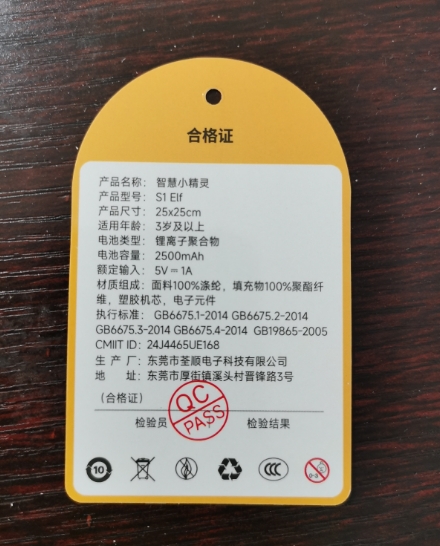 合格证
产品名称： 智慧小精灵
产品型号： S1 Elf
产品尺寸： 25x25cm
适用年龄： 3岁及以上
电池类型： 锂离子聚合物
电池容量： 2500mAh
额定输入： 5V⎓1A
材质组成： 面料100%涤纶，填充物100%聚酯纤
维，塑胶机芯，电子元件
执行标准： GB6675.1-2014 GB6675.2-2014
GB6675.3-2014 GB6675.4-2014 GB19865-2005
CMIIT ID： 24J4465UE168
生 产 厂： 东莞市荃顺电子科技有限公司
地 址： 东莞市厚街镇溪头村晋锋路3号
（合格证）
QC
PASS
检验员 检验结果
10 CCC 0-3